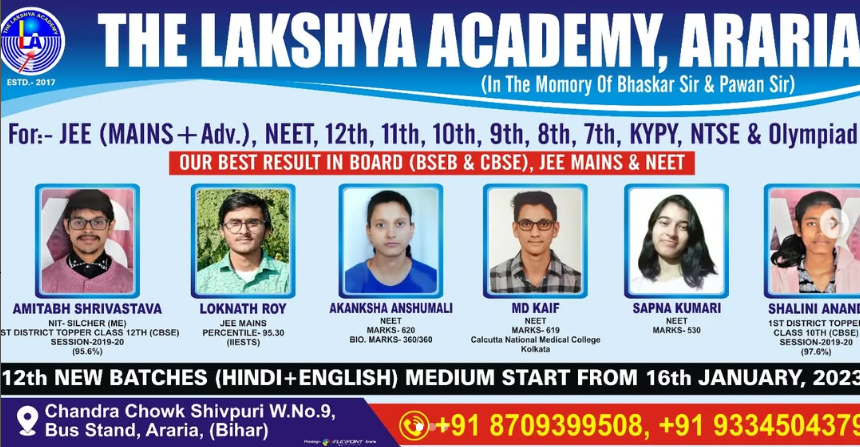 THE LAKSHYA ACADEMY
LA
ESTD.- 2017
THE LAKSHYA ACADEMY, ARARIA
(In The Momory Of Bhaskar Sir & Pawan Sir)
For:- JEE (MAINS+Adv.), NEET, 12th, 11th, 10th, 9th, 8th, 7th, KYPY, NTSE & Olympiad
OUR BEST RESULT IN BOARD (BSEB & CBSE), JEE MAINS & NEET
AMITABH SHRIVASTAVA
NIT- SILCHER (ME)
ST DISTRICT TOPPER CLASS 12TH (CBSE)
SESSION-2019-20
(95.6%)
LOKNATH ROY
JEE MAINS
PERCENTILE- 95.30
(IIESTS)
AKANKSHA ANSHUMALI
NEET
MARKS- 620
BIO. MARKS- 360/360
MD KAIF
NEET
MARKS- 619
Calcutta National Medical College
Kolkata
SAPNA KUMARI
NEET
MARKS- 530
SHALINI ANAND
1ST DISTRICT TOPPE
CLASS 10TH (CBSE)
SESSION-2019-20
(97.6%)
12th NEW BATCHES (HINDI+ENGLISH) MEDIUM START FROM 16th JANUARY, 2023
Chandra Chowk Shivpuri W.No.9,
Bus Stand, Araria, (Bihar)
+91 8709399508, +91 9334504379